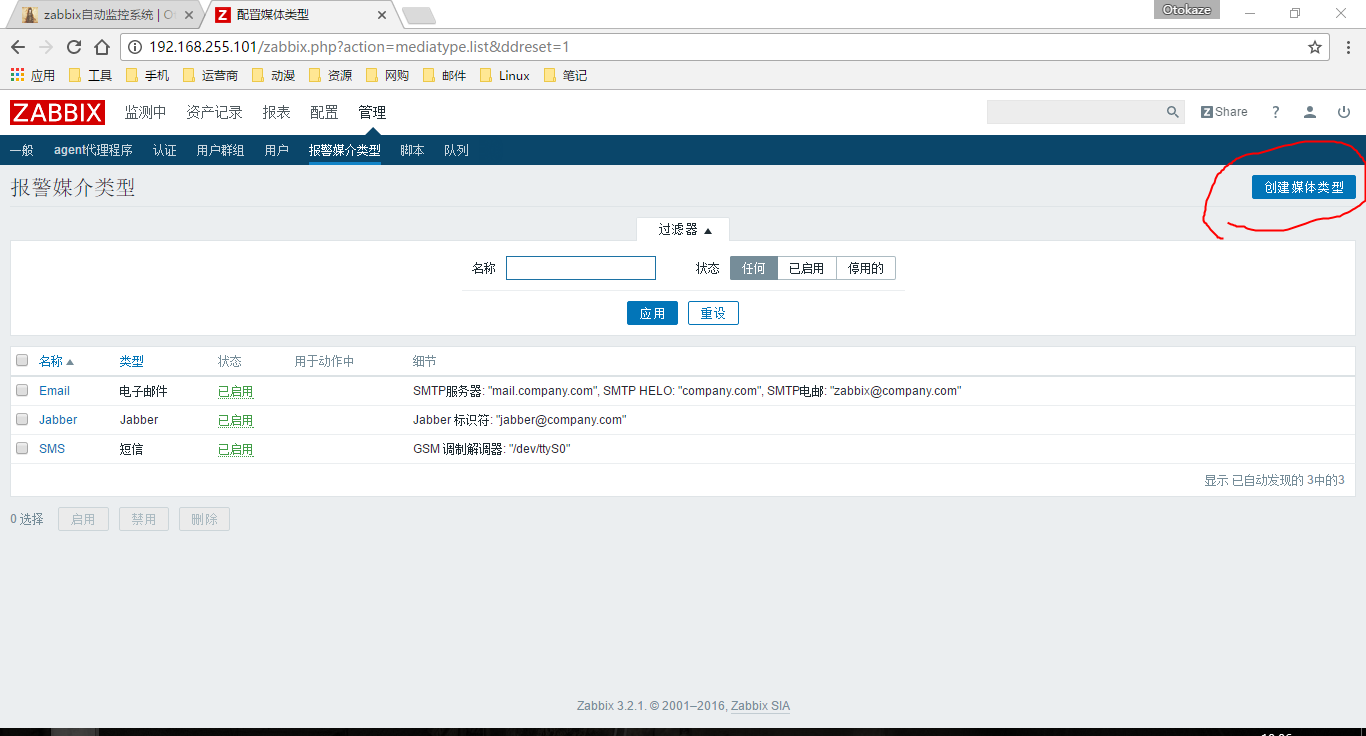 zabbix自动监控系统 | O
配置媒体类型
Otokaze
192.168.255.101/zabbix.php?action=mediatype.list&ddreset=1
应用 工具 手机 运营商 动漫 资源 网购 邮件 Linux 笔记
ZABBIX 监测中 资产记录 报表 配置 管理 Z Share ?
一般 agent代理程序 认证 用户群组 用户 报警媒介类型 脚本 队列
报警媒介类型 创建媒体类型
过滤器 ▲
名称 状态 任何 已启用 停用的
应用 重设
名称 ▲ 类型 状态 用于动作中 细节
Email 电子邮件 已启用 SMTP服务器: "mail.company.com", SMTP HELO: "company.com", SMTP电邮: "zabbix@company.com"
Jabber Jabber 已启用 Jabber 标识符: "jabber@company.com"
SMS 短信 已启用 GSM 调制解调器: "/dev/ttyS0"
显示 已自动发现的 3中的3
0 选择 启用 禁用 删除
Zabbix 3.2.1. © 2001–2016, Zabbix SIA